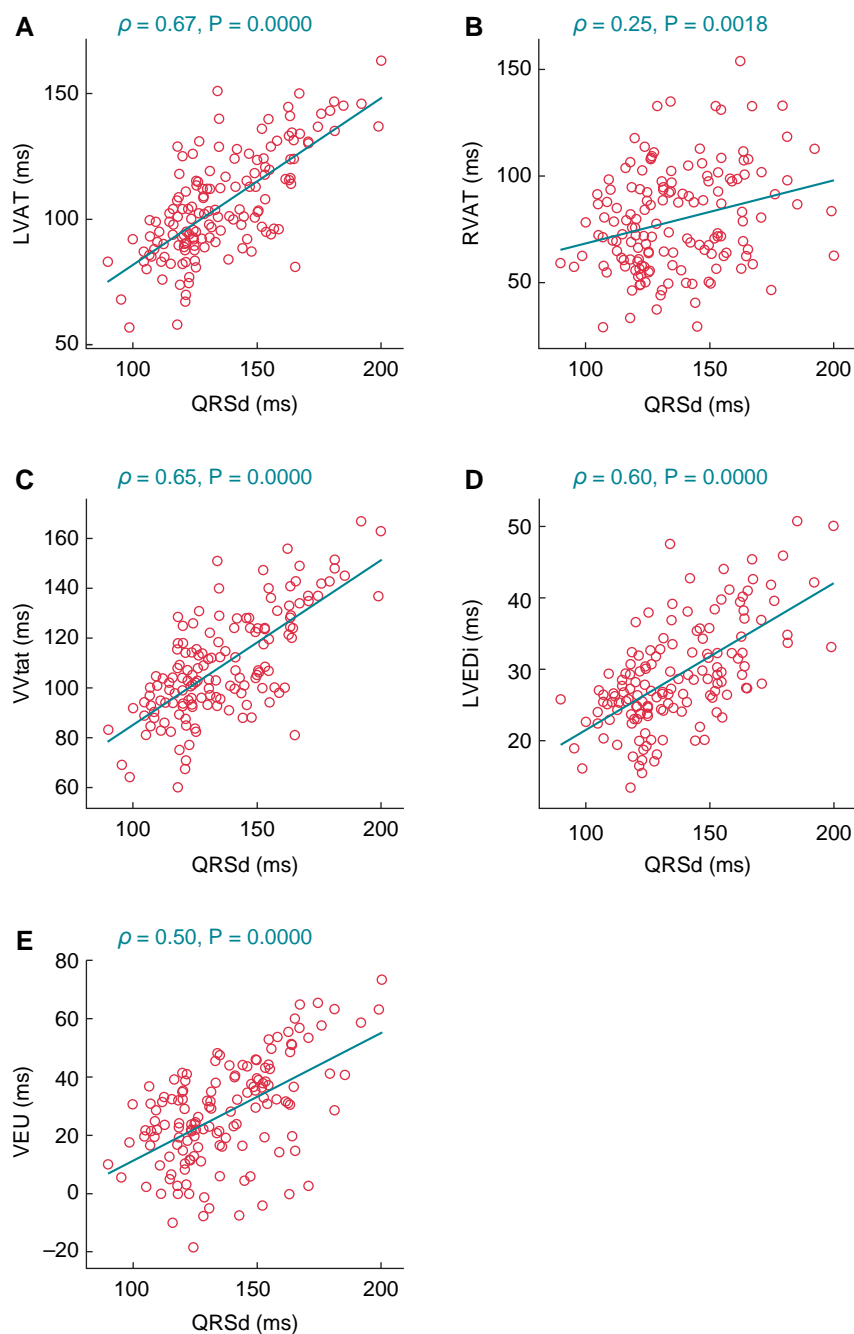 A
ρ = 0.67, P = 0.0000
150
100
50
LVAT (ms)
100 150 200
QRSd (ms)
B
ρ = 0.25, P = 0.0018
150
100
50
RVAT (ms)
100 150 200
QRSd (ms)
C
ρ = 0.65, P = 0.0000
160
140
120
100
80
60
VVtat (ms)
100 150 200
QRSd (ms)
D
ρ = 0.60, P = 0.0000
50
40
30
20
LVEDi (ms)
100 150 200
QRSd (ms)
E
ρ = 0.50, P = 0.0000
80
60
40
20
0
–20
VEU (ms)
100 150 200
QRSd (ms)